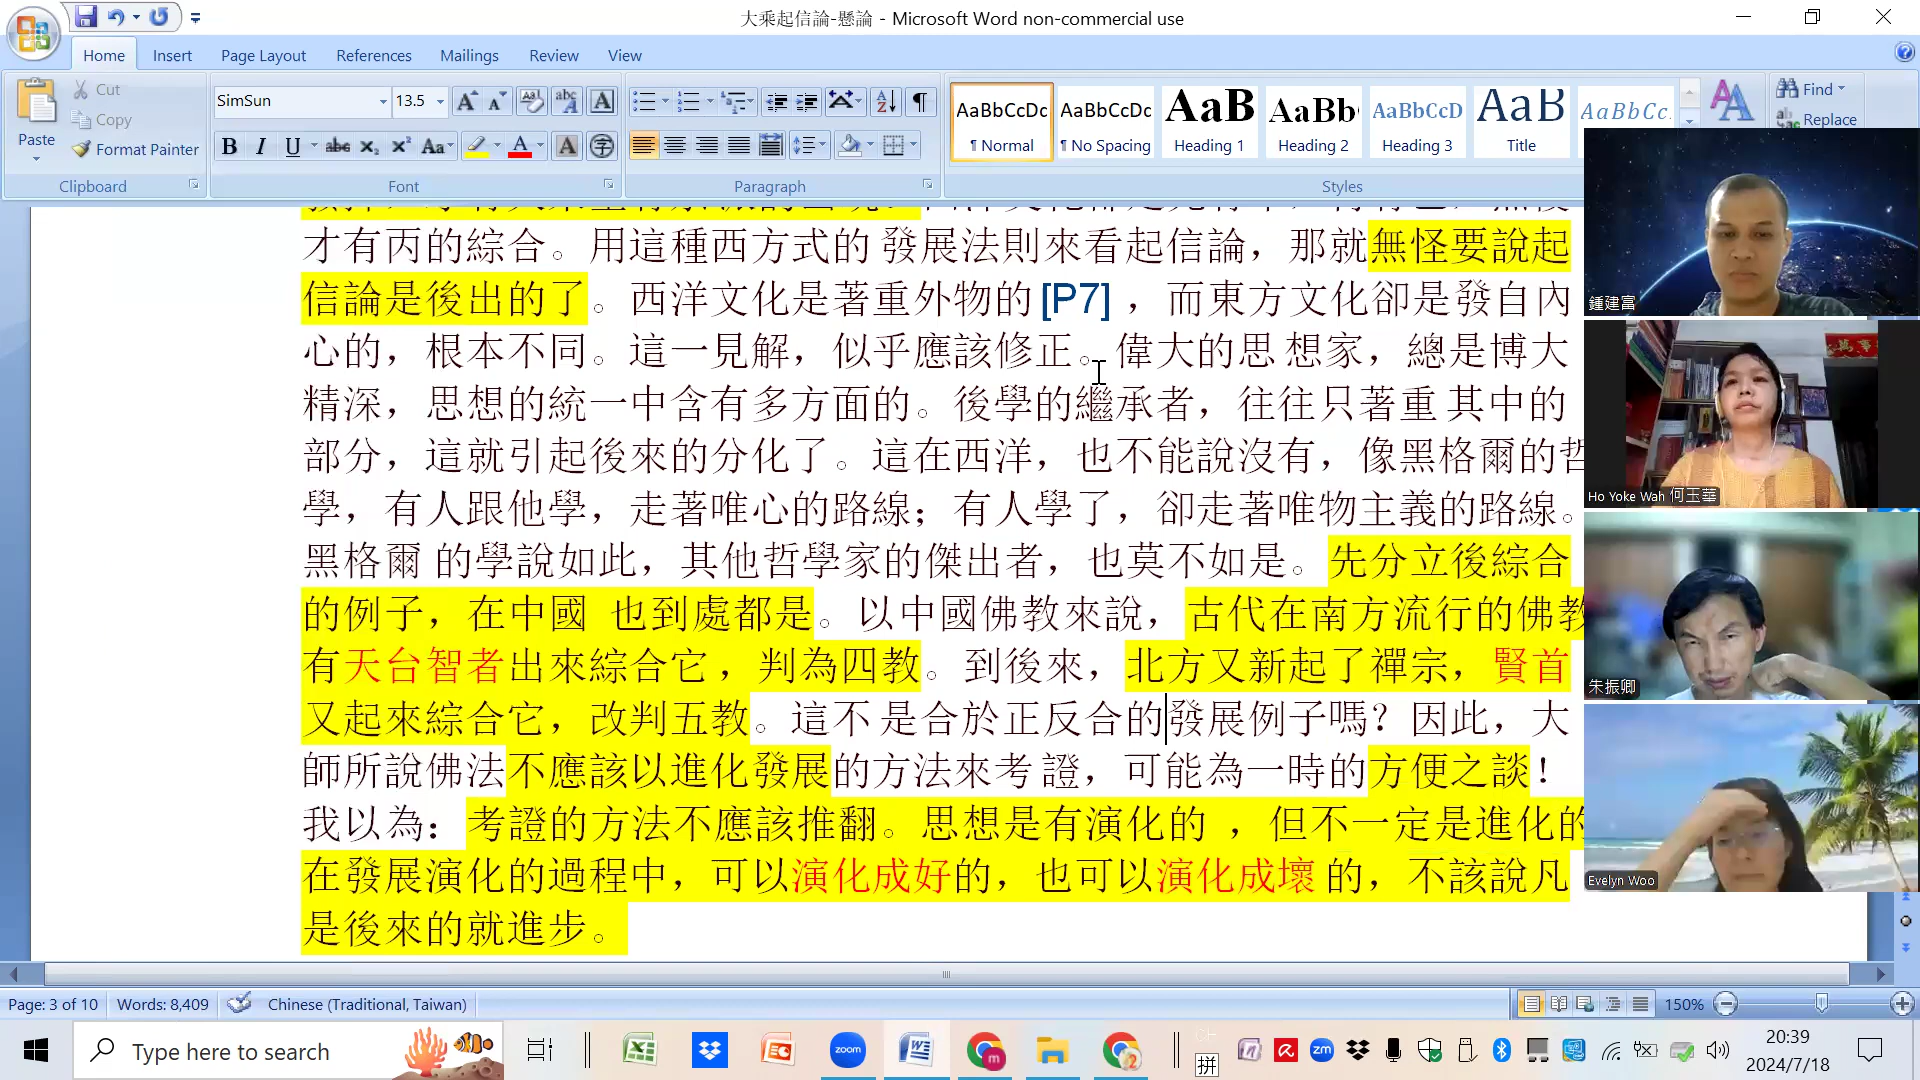 大乘起信論-懸論 - Microsoft Word non-commercial use
Home Insert Page Layout References Mailings Review View
Paste
Cut
Copy
Format Painter
Clipboard
SimSun 13.5
Font
Paragraph
AaBbCcDc AaBbCcDc AaB AaBb AaBbCcD AaB AaBbCc.
¶ Normal ¶ No Spacing Heading 1 Heading 2 Heading 3 Title
Styles
Find
Replace
才有丙的綜合。用這種西方式的 發展法則來看起信論，那就無怪要說起
信論是後出的了。西洋文化是著重外物的 [P7] ，而東方文化卻是發自內
心的，根本不同。這一見解，似乎應該修正。偉大的思 想家，總是博大
精深，思想的統一中含有多方面的。後學的繼承者，往往只著重 其中的
部分，這就引起後來的分化了。這在西洋，也不能說沒有，像黑格爾的哲
學，有人跟他學，走著唯心的路線；有人學了，卻走著唯物主義的路線。
黑格爾 的學說如此，其他哲學家的傑出者，也莫不如是。先分立後綜合
的例子，在中國 也到處都是。以中國佛教來說，古代在南方流行的佛教
有天台智者出來綜合它 ，判為四教。到後來，北方又新起了禪宗，賢首
又起來綜合它，改判五教。這不 是合於正反合的發展例子嗎？因此，大
師所說佛法不應該以進化發展的方法來考 證，可能為一時的方便之談！
我以為：考證的方法不應該推翻。思想是有演化的 ，但不一定是進化的
在發展演化的過程中，可以演化成好的，也可以演化成壞 的，不該說凡
是後來的就進步。
鍾建富
Ho Yoke Wah 何玉華
朱振卿
Evelyn Woo
Page: 3 of 10 Words: 8,409 Chinese (Traditional, Taiwan) 150%
Type here to search
zoom
zm
拼
20:39
2024/7/18